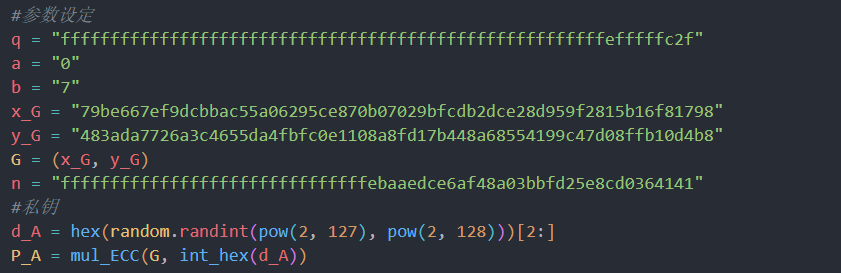 #参数设定
q = "fffffffffffffffffffffffffffffffffffffffffffffffffffffffefffffc2f"
a = "0"
b = "7"
x_G = "79be667ef9dcbbac55a06295ce870b07029bfcdb2dce28d959f2815b16f81798"
y_G = "483ada7726a3c4655da4fbfc0e1108a8fd17b448a68554199c47d08ffb10d4b8"
G = (x_G, y_G)
n = "fffffffffffffffffffffffffffffffebaaedce6af48a03bbfd25e8cd0364141"
#私钥
d_A = hex(random.randint(pow(2, 127), pow(2, 128)))[2:]
P_A = mul_ECC(G, int_hex(d_A))